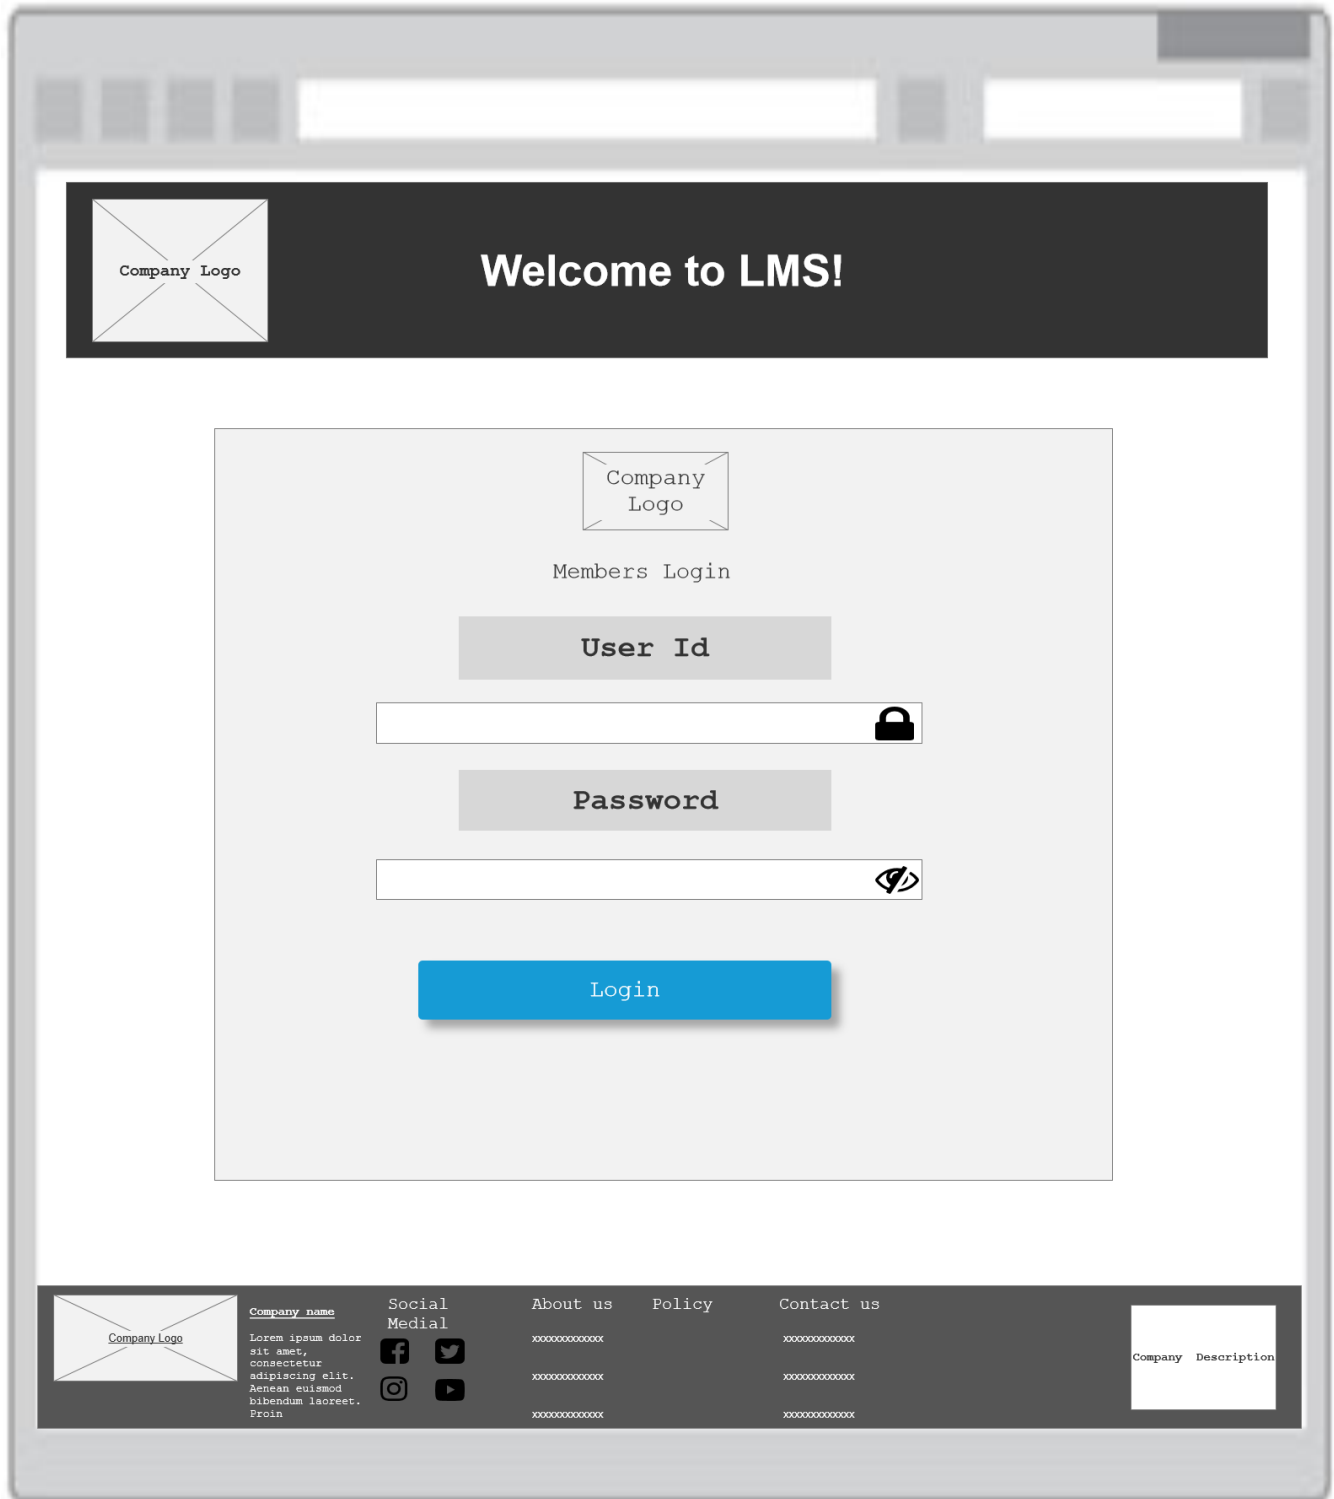 Company Logo
Welcome to LMS!
Company
Logo
Members Login
User Id
Password
Login
Company Logo
Company name
Lorem ipsum dolor
sit amet,
consectetur
adipiscing elit.
Aenean euismod
bibendum laoreet.
Proin
Social
Medial
About us
xxxxxxxxxxxxx
xxxxxxxxxxxxx
xxxxxxxxxxxxx
Policy
Contact us
xxxxxxxxxxxxx
xxxxxxxxxxxxx
xxxxxxxxxxxxx
Company Description